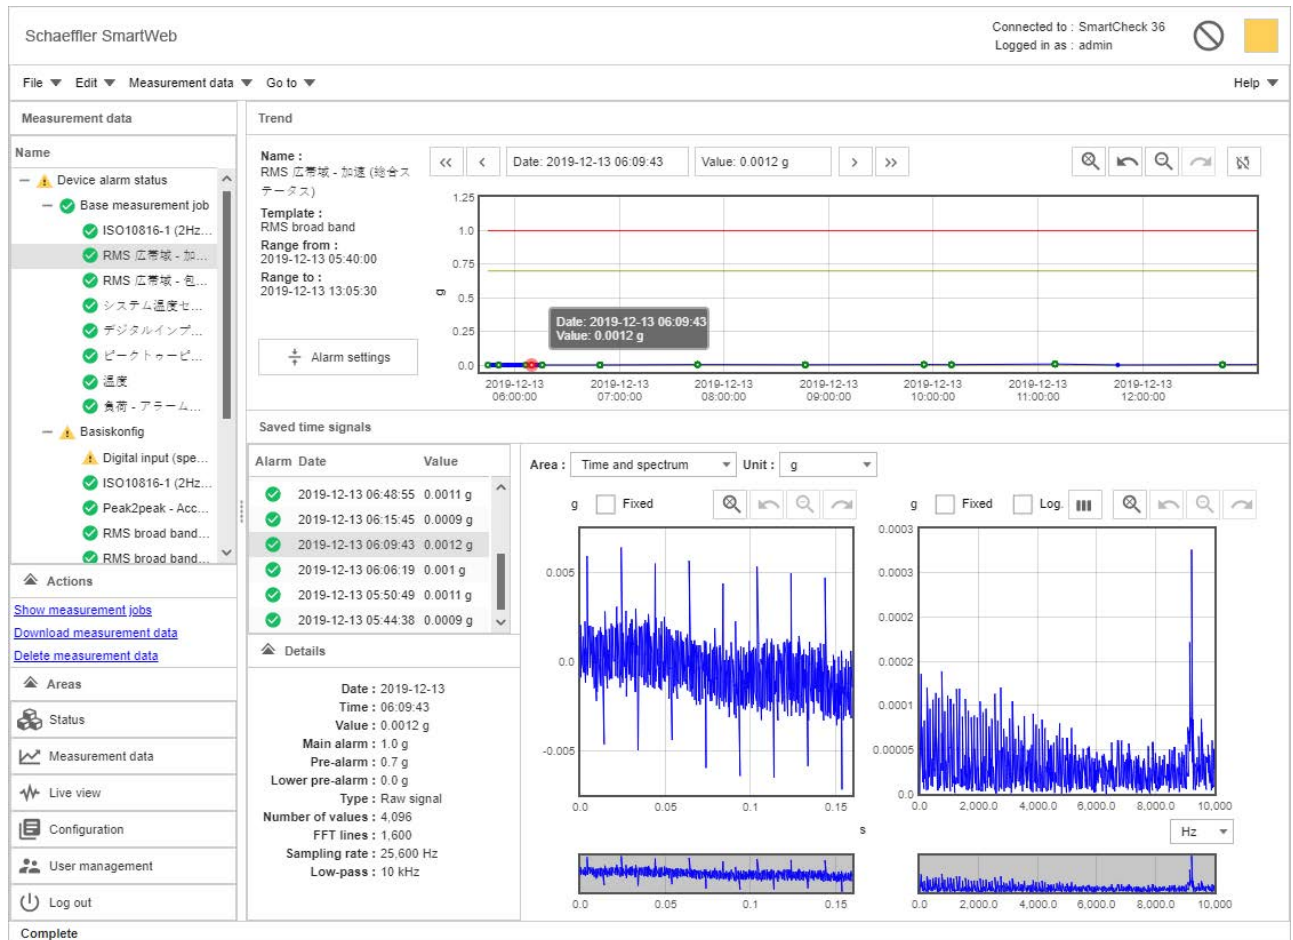 Schaeffler SmartWeb
Connected to : SmartCheck 36
Logged in as : admin
File Edit Measurement data Go to Help
Measurement data
Name
Device alarm status
Base measurement job
ISO10816-1 (2Hz...
RMS 広帯域 - 加...
RMS 広帯域 - 包...
システム温度セ...
デジタルインプ...
ピークトゥーピ...
温度
負荷 - アラーム...
Basiskonfig
Digital input (spe...
ISO10816-1 (2Hz...
Peak2peak - Acc...
RMS broad band...
RMS broad band...
Actions
Show measurement jobs
Download measurement data
Delete measurement data
Areas
Status
Measurement data
Live view
Configuration
User management
Log out
Complete
Trend
Name :
RMS 広帯域 - 加速 (総合ス
テータス)
Template :
RMS broad band
Range from :
2019-12-13 05:40:00
Range to :
2019-12-13 13:05:30
Alarm settings
Date: 2019-12-13 06:09:43
Value: 0.0012 g
1.25
1.0
0.75
g
0.5
0.25
0.0
Date: 2019-12-13 06:09:43
Value: 0.0012 g
2019-12-13 2019-12-13 2019-12-13 2019-12-13 2019-12-13 2019-12-13 2019-12-13
06:00:00 07:00:00 08:00:00 09:00:00 10:00:00 11:00:00 12:00:00
Saved time signals
Alarm Date Value
2019-12-13 06:48:55 0.0011 g
2019-12-13 06:15:45 0.0009 g
2019-12-13 06:09:43 0.0012 g
2019-12-13 06:06:19 0.001 g
2019-12-13 05:50:49 0.0011 g
2019-12-13 05:44:38 0.0009 g
Details
Date : 2019-12-13
Time : 06:09:43
Value : 0.0012 g
Main alarm : 1.0 g
Pre-alarm : 0.7 g
Lower pre-alarm : 0.0 g
Type : Raw signal
Number of values : 4,096
FFT lines : 1,600
Sampling rate : 25,600 Hz
Low-pass : 10 kHz
Area : Time and spectrum Unit : g
g Fixed
0.005
0.0
-0.005
0.0 0.05 0.1 0.15
s
0.0 0.05 0.1 0.15
g Fixed Log.
0.0003
0.0003
0.0002
0.0002
0.0001
0.00005
0.0
0.0 2,000.0 4,000.0 6,000.0 8,000.0 10,000
Hz
0.0 2,000.0 4,000.0 6,000.0 8,000.0 10,000